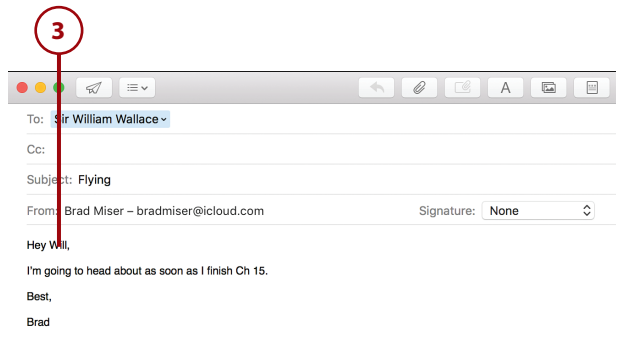 3
A
To: Sir William Wallace
Cc:
Subject: Flying
From: Brad Miser – bradmiser@icloud.com Signature: None
Hey Will,
I'm going to head about as soon as I finish Ch 15.
Best,
Brad